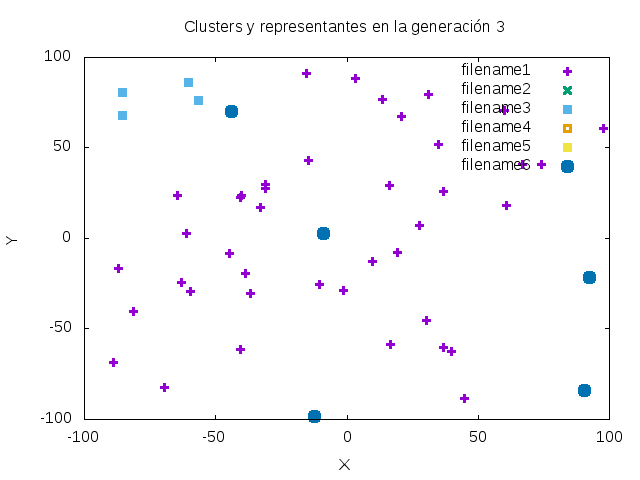 Clusters y representantes en la generación 3
100
50
0
-50
-100
-100
-50
0
50
100
Y
X
filename1
filename2
filename3
filename4
filename5
filename6